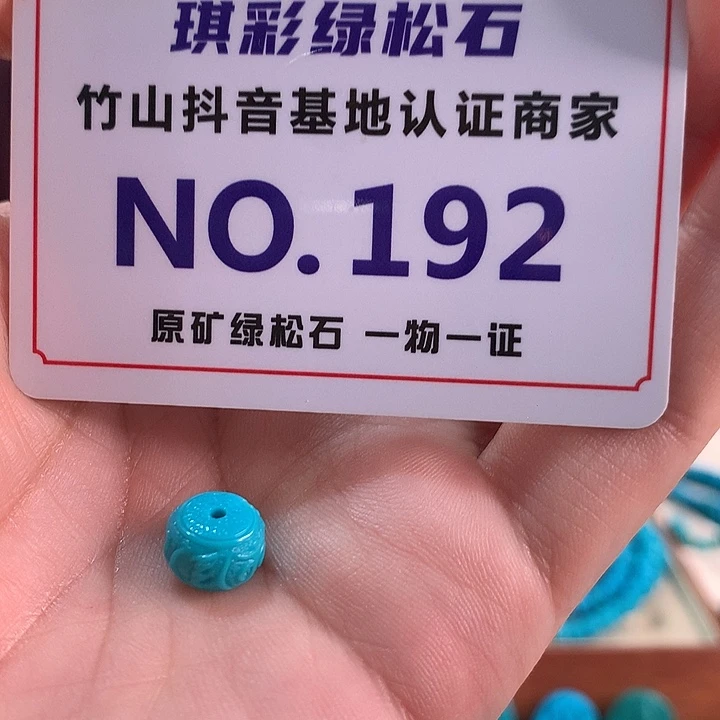 琪彩绿松石
竹山抖音基地认证商家
NO.192
原矿绿松石 一物一证